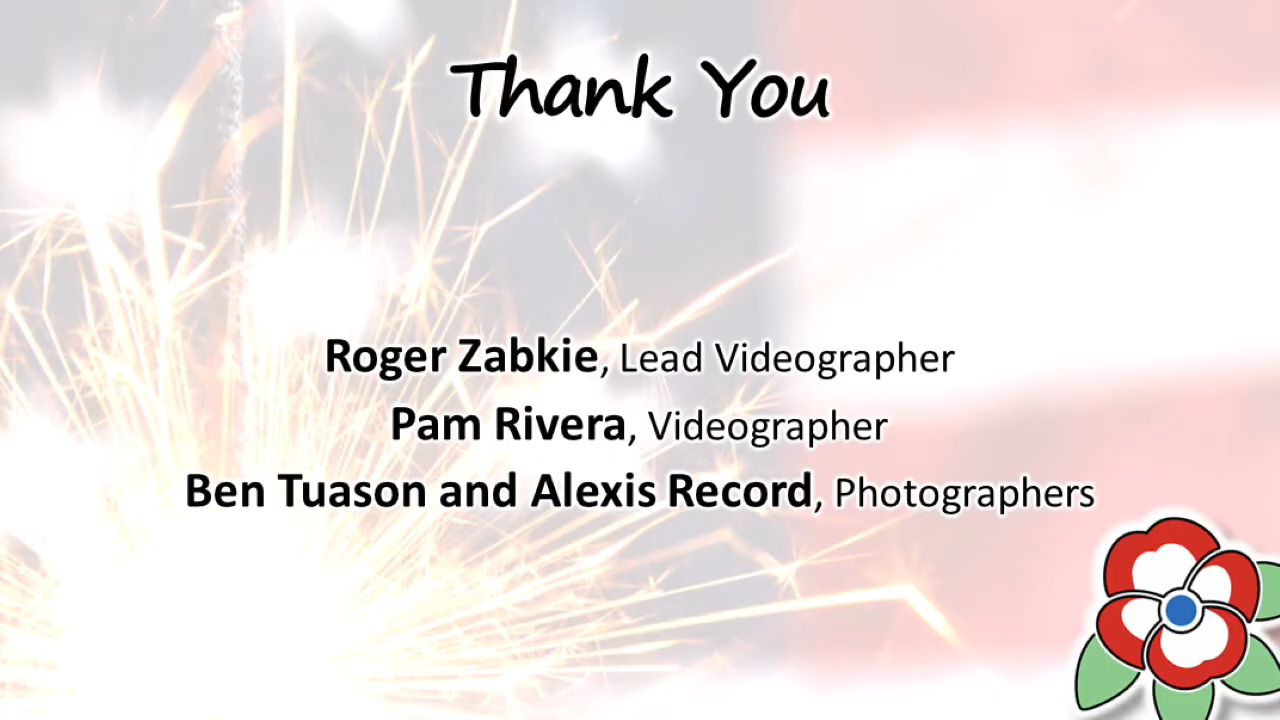 Thank You
Roger Zabkie, Lead Videographer
Pam Rivera, Videographer
Ben Tuason and Alexis Record, Photographers